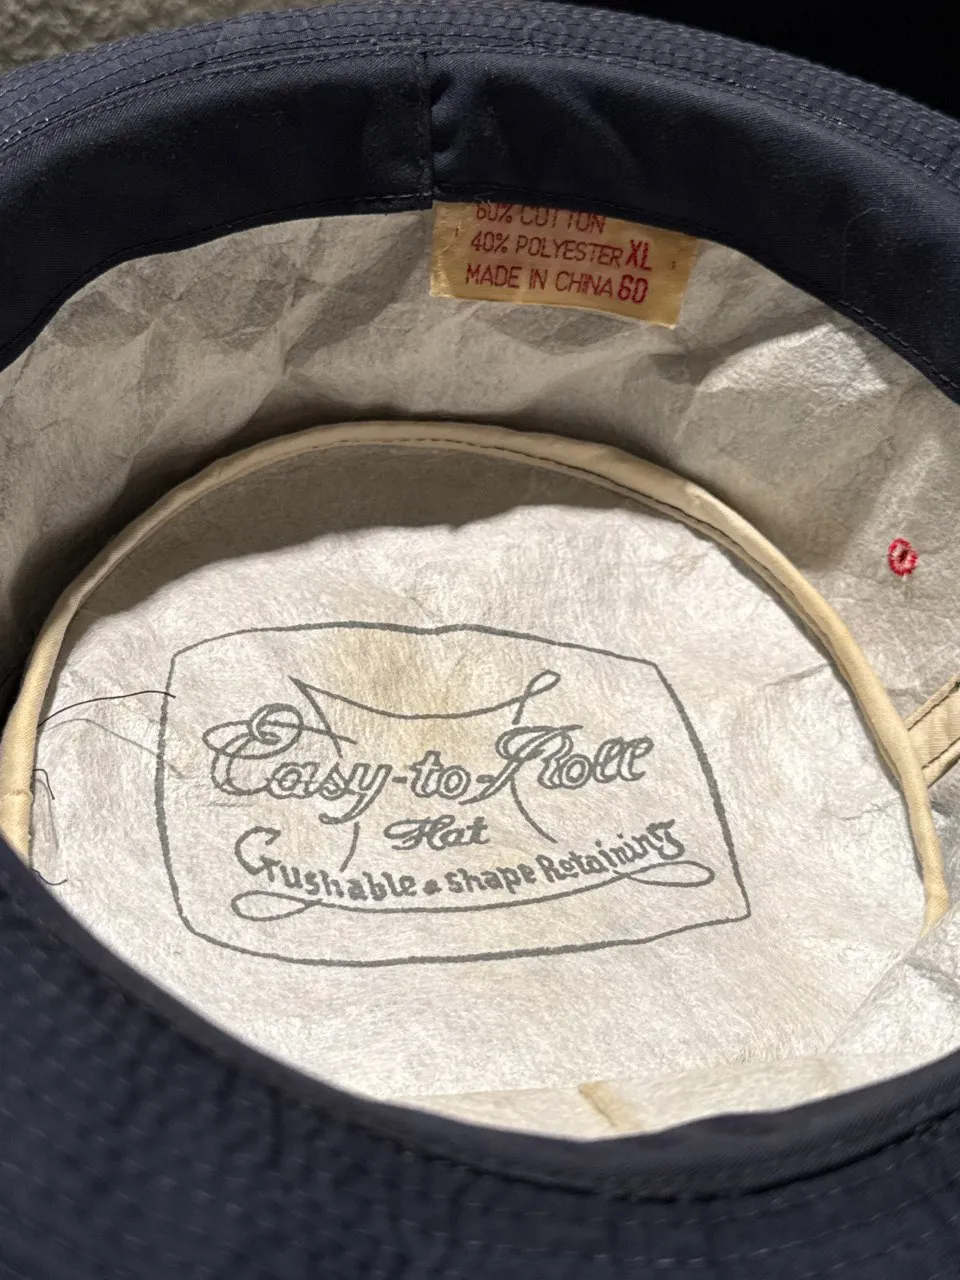 60% COTTON
40% POLYESTER XL
MADE IN CHINA 60
Easy-to-Roll
Hat
Crushable & Shape Retaining